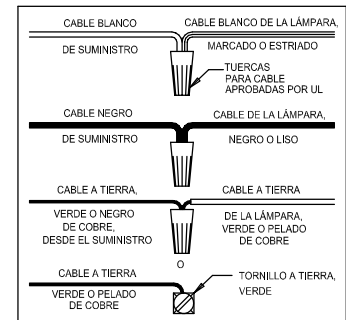 CABLE BLANCO
CABLE BLANCO DE LA LÁMPARA,
DE SUMINISTRO
MARCADO O ESTRIADO
TUERCAS
PARA CABLE
APROBADAS POR UL
CABLE NEGRO
CABLE DE LA LÁMPARA,
DE SUMINISTRO
NEGRO O LÍSO
CABLE A TIERRA,
CABLE A TIERRA
VERDE O NEGRO
DE COBRE,
DESDE EL SUMINISTRO
DE LA LÁMPARA,
VERDE O PELADO
DE COBRE
O
CABLE A TIERRA
TORNILLO A TIERRA,
VERDE O PELADO
DE COBRE
VERDE